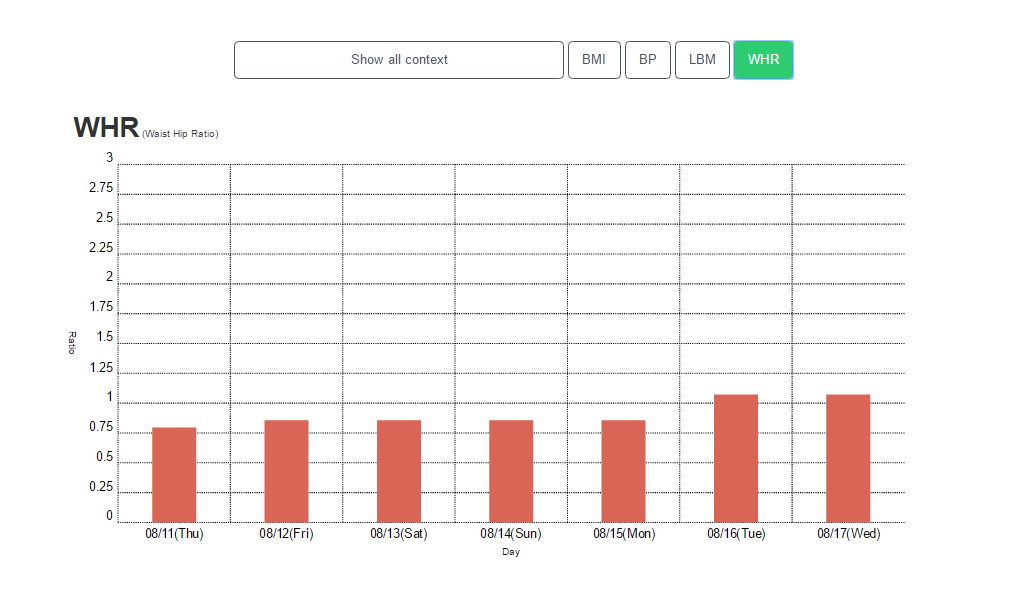 Show all context BMI BP LBM WHR
WHR (Waist Hip Ratio)
3
2.75
2.5
2.25
2
1.75
1.5
1.25
1
0.75
0.5
0.25
0
Ratio
08/11(Thu) 08/12(Fri) 08/13(Sat) 08/14(Sun) 08/15(Mon) 08/16(Tue) 08/17(Wed)
Day